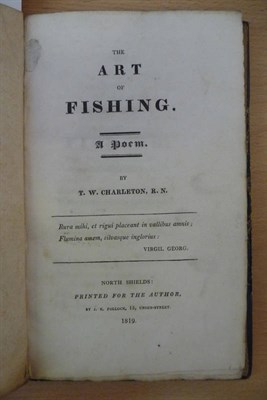 THE
ART
OF
FISHING.
A Poem.
BY
T. W. CHARLETON, R. N.
Rura mihi, et rigui placeant in vallibus amnis;
Flumina amem, silvasque inglorius:
VIRGIL, GEORG.
NORTH SHIELDS:
PRINTED FOR THE AUTHOR,
1819.